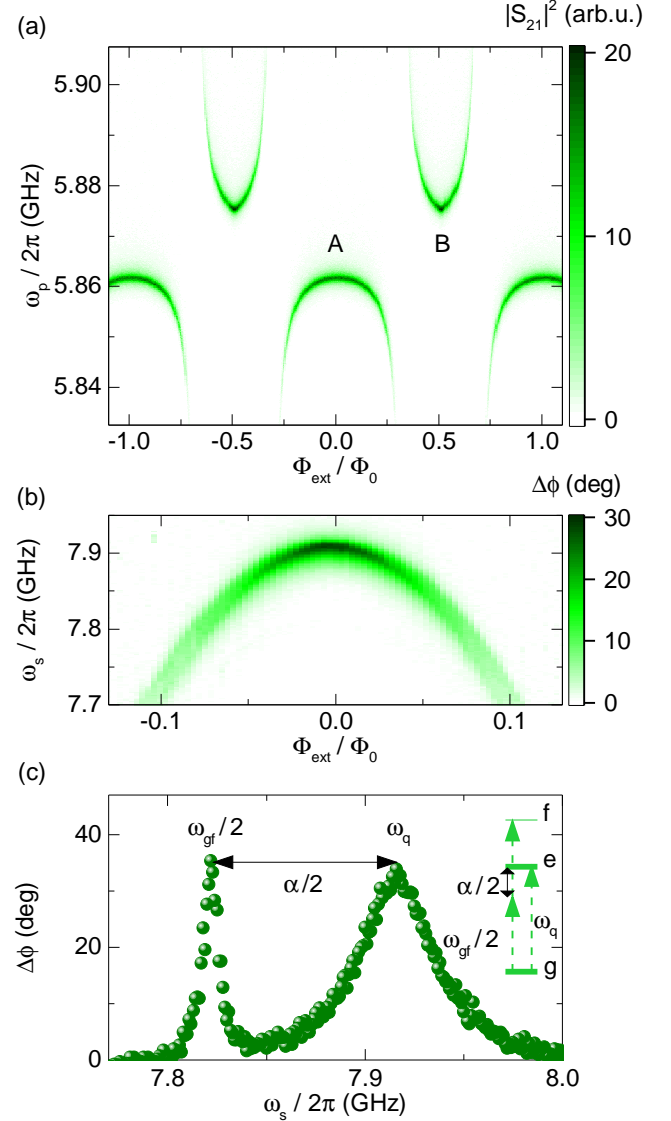 (a)
|S21|² (arb.u.)
20
10
0
5.90
5.88
5.86
5.84
ωp / 2π (GHz)
A
B
-1.0
-0.5
0.0
0.5
1.0
Φext / Φ0
(b)
Δϕ (deg)
30
20
10
0
7.9
7.8
7.7
ωs / 2π (GHz)
-0.1
0.0
0.1
Φext / Φ0
(c)
40
20
0
Δϕ (deg)
ωgf/2
ωq
α/2
f
e
α/2
ωgf/2
ωq
g
7.8
7.9
8.0
ωs / 2π (GHz)